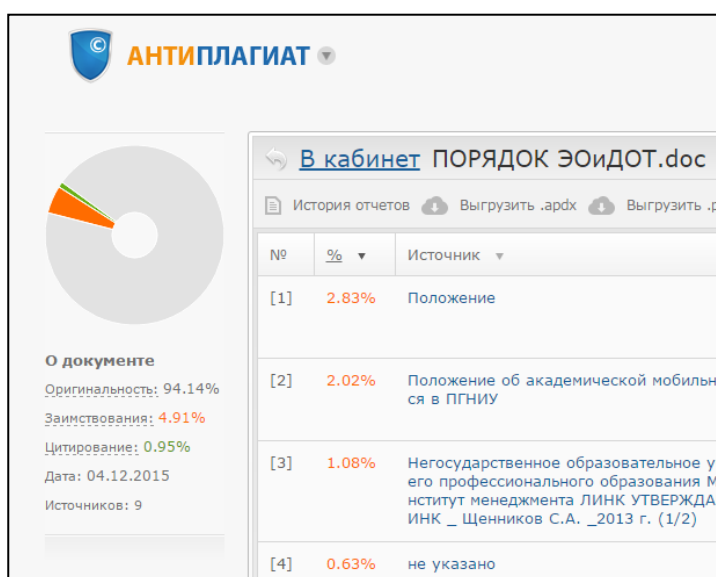 © АНТИПЛАГИАТ
В кабинет ПОРЯДОК ЭОиДОТ.doc
История отчетов Выгрузить .apdx Выгрузить
№ % Источник
[1] 2.83% Положение
[2] 2.02% Положение об академической
ся в ПГНИУ
[3] 1.08% Негосударственное образовательное
его профессионального образования
нститут менеджмента ЛИНК
ИНК _ Щенников С.А. _2013 г. (1/2)
[4] 0.63% не указано
О документе
Оригинальность: 94.14%
Заимствования: 4.91%
Цитирование: 0.95%
Дата: 04.12.2015
Источников: 9